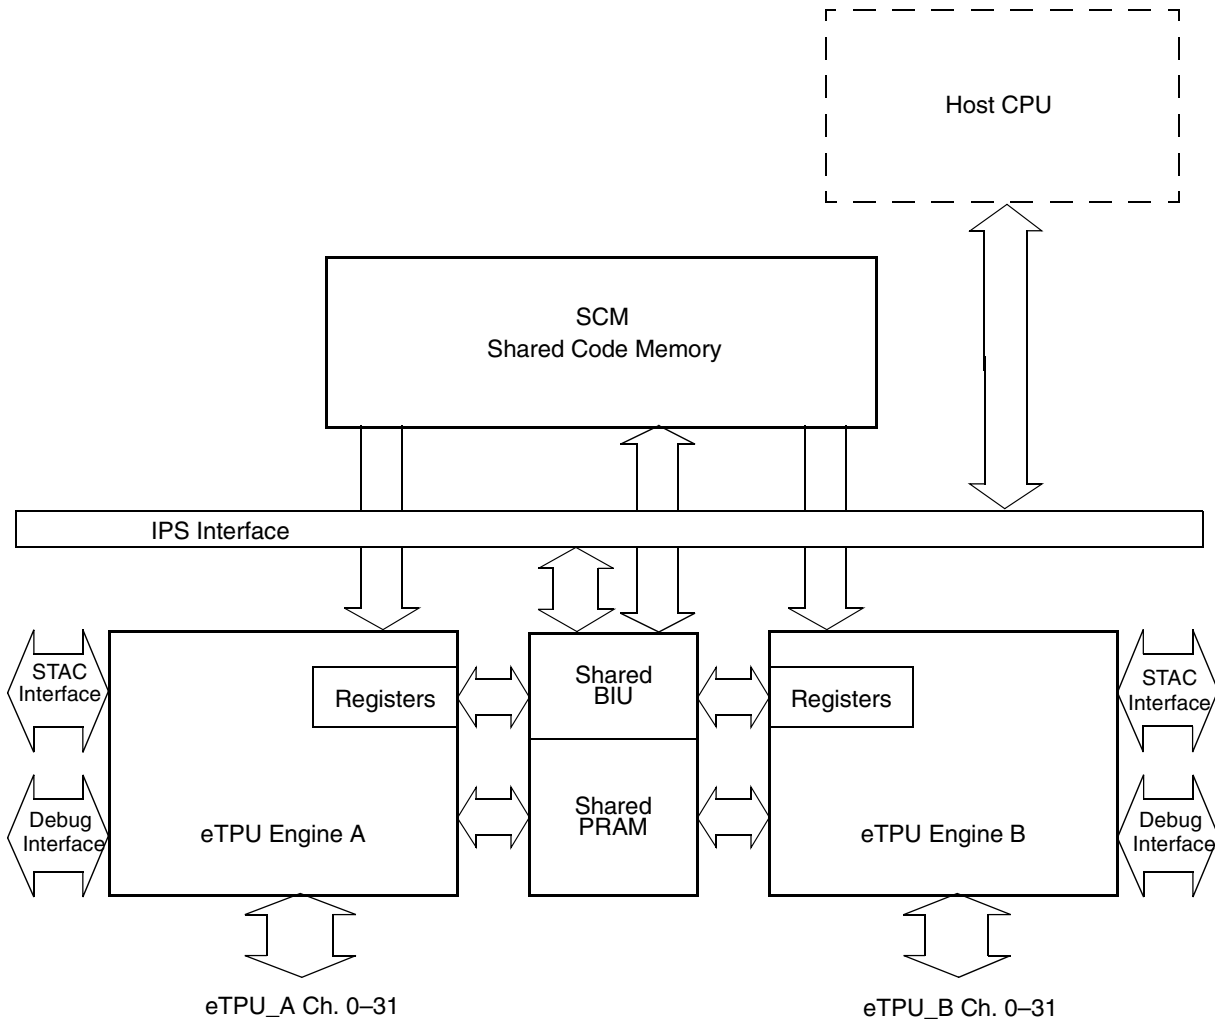 Host CPU
SCM
Shared Code Memory
IPS Interface
STAC
Interface
Registers
Shared
BIU
Registers
STAC
Interface
Debug
Interface
eTPU Engine A
Shared
PRAM
eTPU Engine B
Debug
Interface
eTPU_A Ch. 0–31
eTPU_B Ch. 0–31